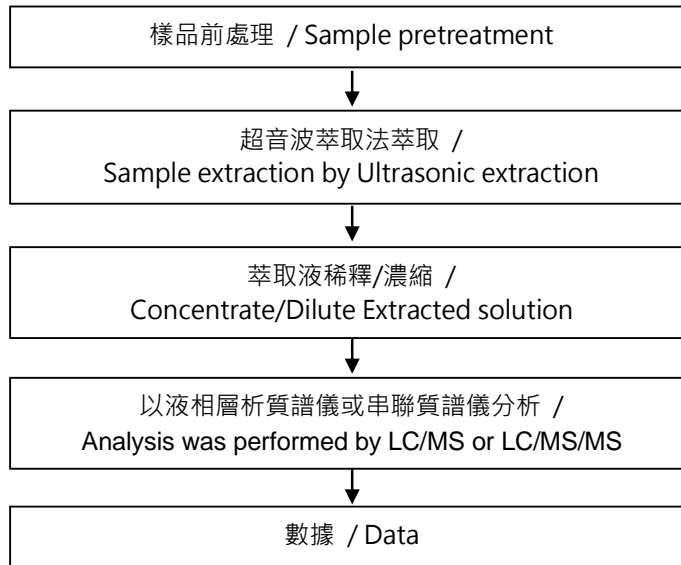 樣品前處理 / Sample pretreatment
超音波萃取法萃取 /
Sample extraction by Ultrasonic extraction
萃取液稀釋/濃縮 /
Concentrate/Dilute Extracted solution
以液相層析質譜儀或串聯質譜儀分析 /
Analysis was performed by LC/MS or LC/MS/MS
數據 / Data